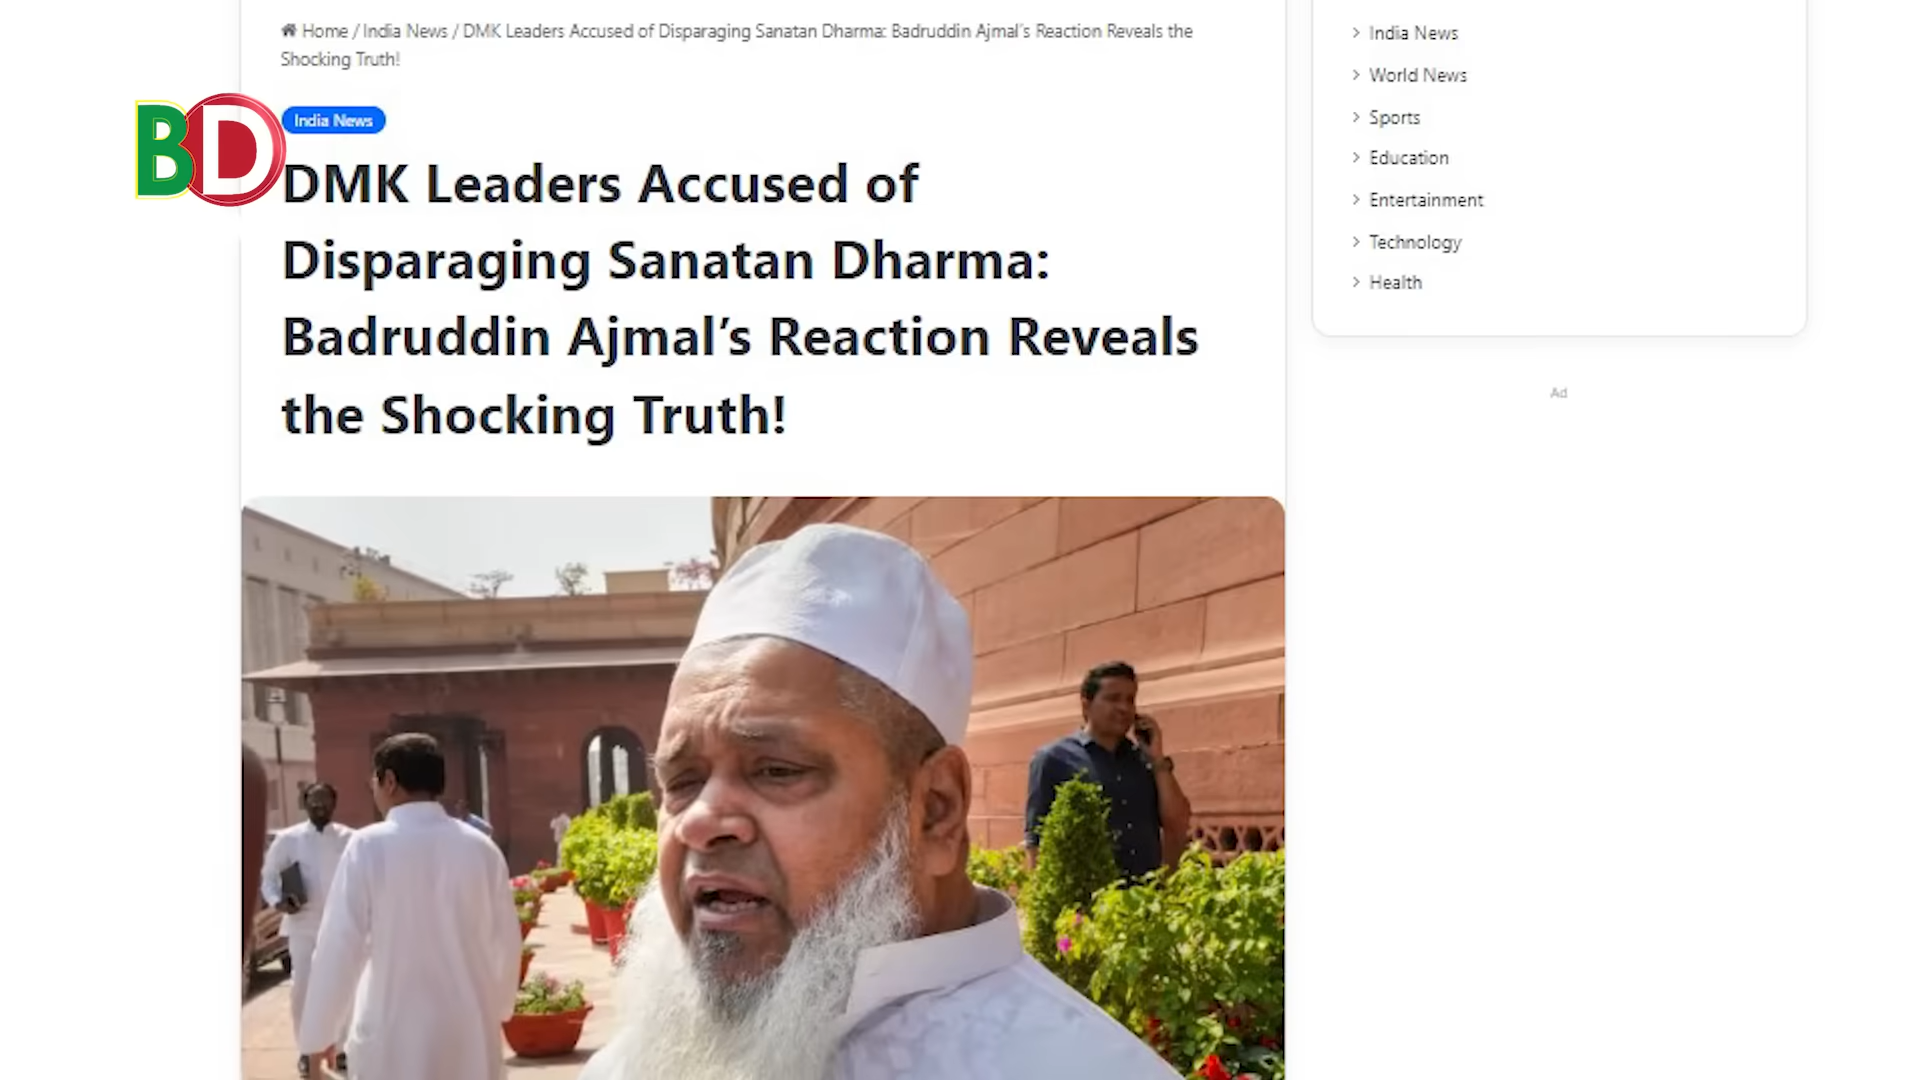 Home / India News / DMK Leaders Accused of Disparaging Sanatan Dharma: Badruddin Ajmal's Reaction Reveals the
Shocking Truth!
BD
India News
DMK Leaders Accused of
Disparaging Sanatan Dharma:
Badruddin Ajmal’s Reaction Reveals
the Shocking Truth!
India News
World News
Sports
Education
Entertainment
Technology
Health
Ad